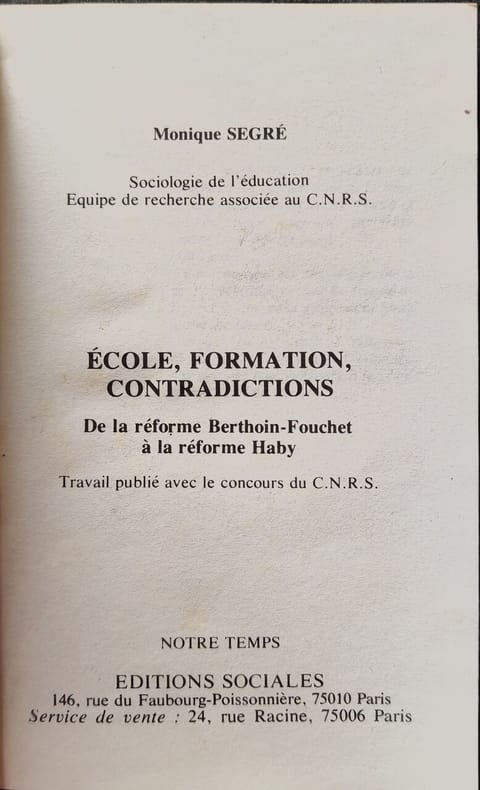 Monique SEGRÉ
Sociologie de l'éducation
Equipe de recherche associée au C.N.R.S.
ÉCOLE, FORMATION,
CONTRADICTIONS
De la réforme Berthoin-Fouchet
à la réforme Haby
Travail publié avec le concours du C.N.R.S.
NOTRE TEMPS
EDITIONS SOCIALES
146, rue du Faubourg-Poissonnière, 75010 Paris
Service de vente : 24, rue Racine, 75006 Paris